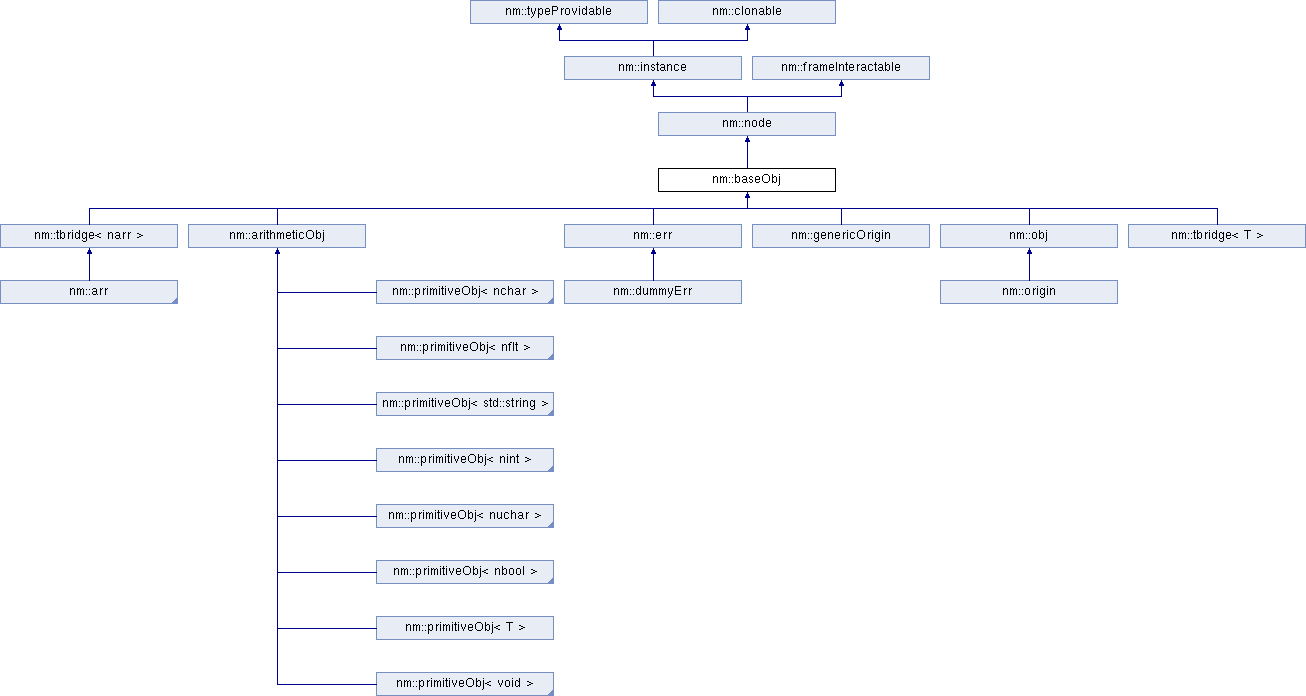 nm::typeProvidable
nm::clonable
nm::instance
nm::frameInteractable
nm::node
nm::baseObj
nm::tbridge< narr >
nm::arithmeticObj
nm::err
nm::genericOrigin
nm::obj
nm::tbridge< T >
nm::arr
nm::primitiveObj< nchar >
nm::dummyErr
nm::origin
nm::primitiveObj< nflt >
nm::primitiveObj< std::string >
nm::primitiveObj< nint >
nm::primitiveObj< nuchar >
nm::primitiveObj< nbool >
nm::primitiveObj< T >
nm::primitiveObj< void >